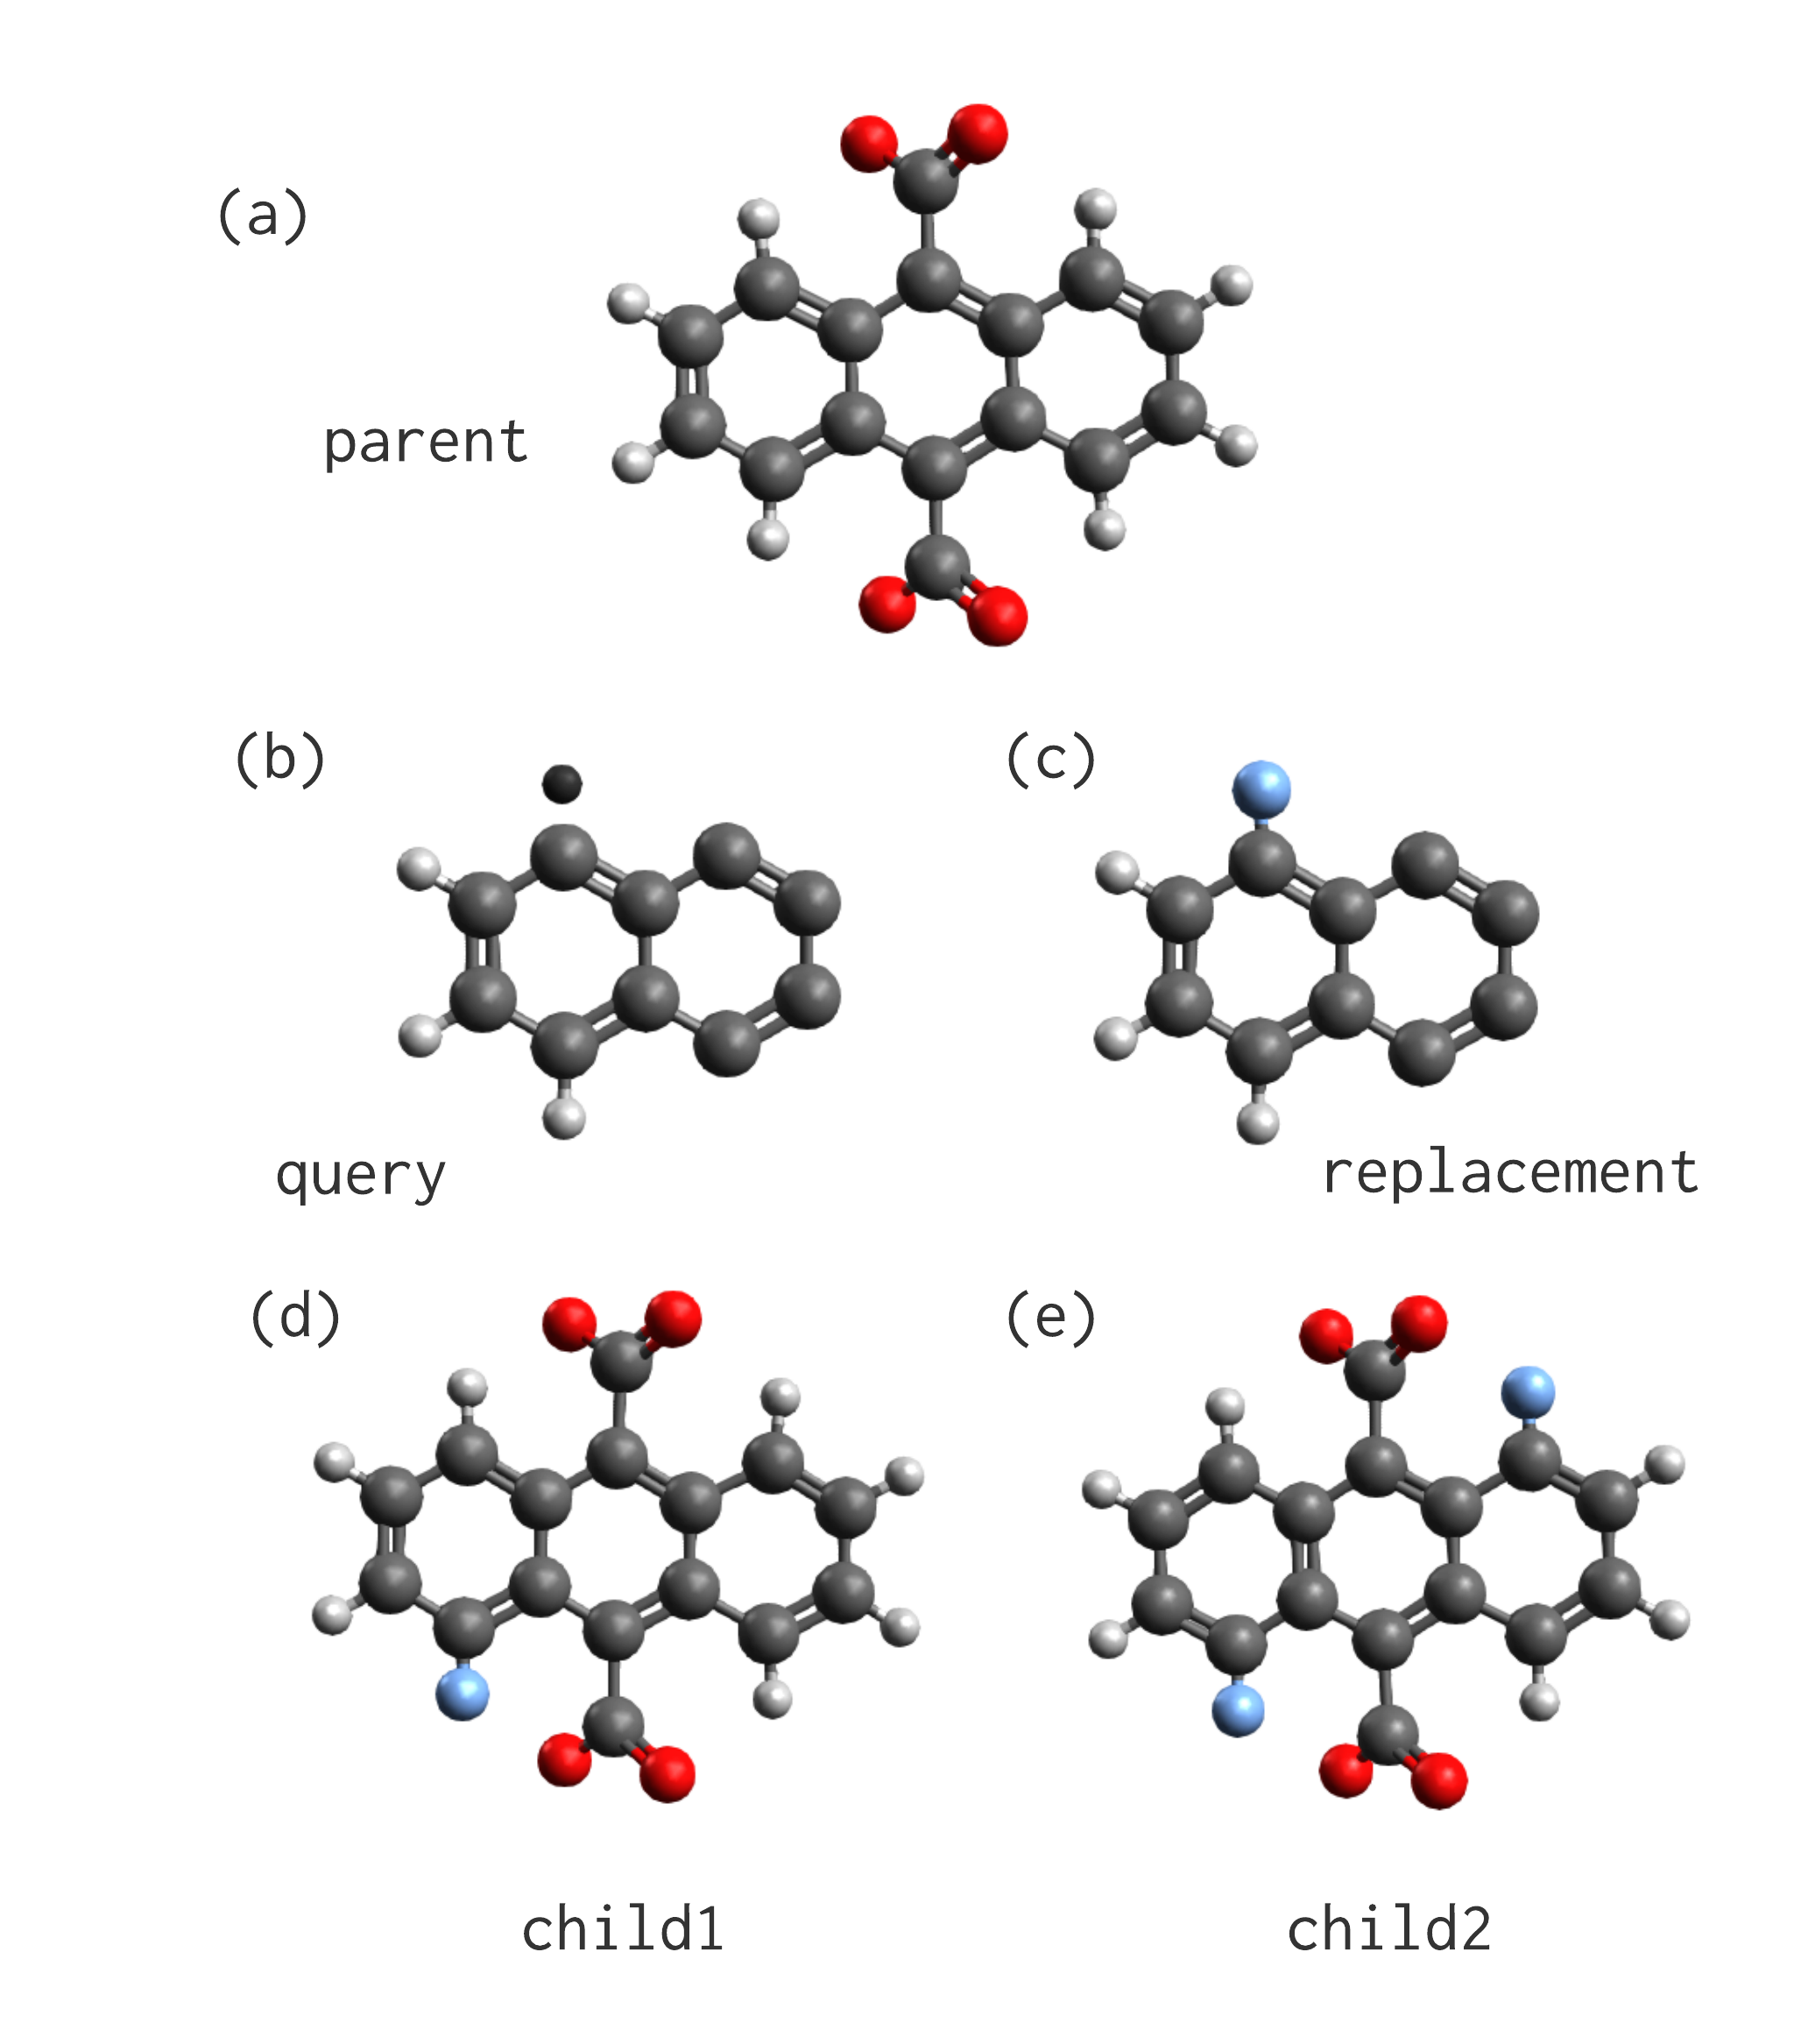 (a)
parent
(b)
(c)
query
replacement
(d)
(e)
child1
child2